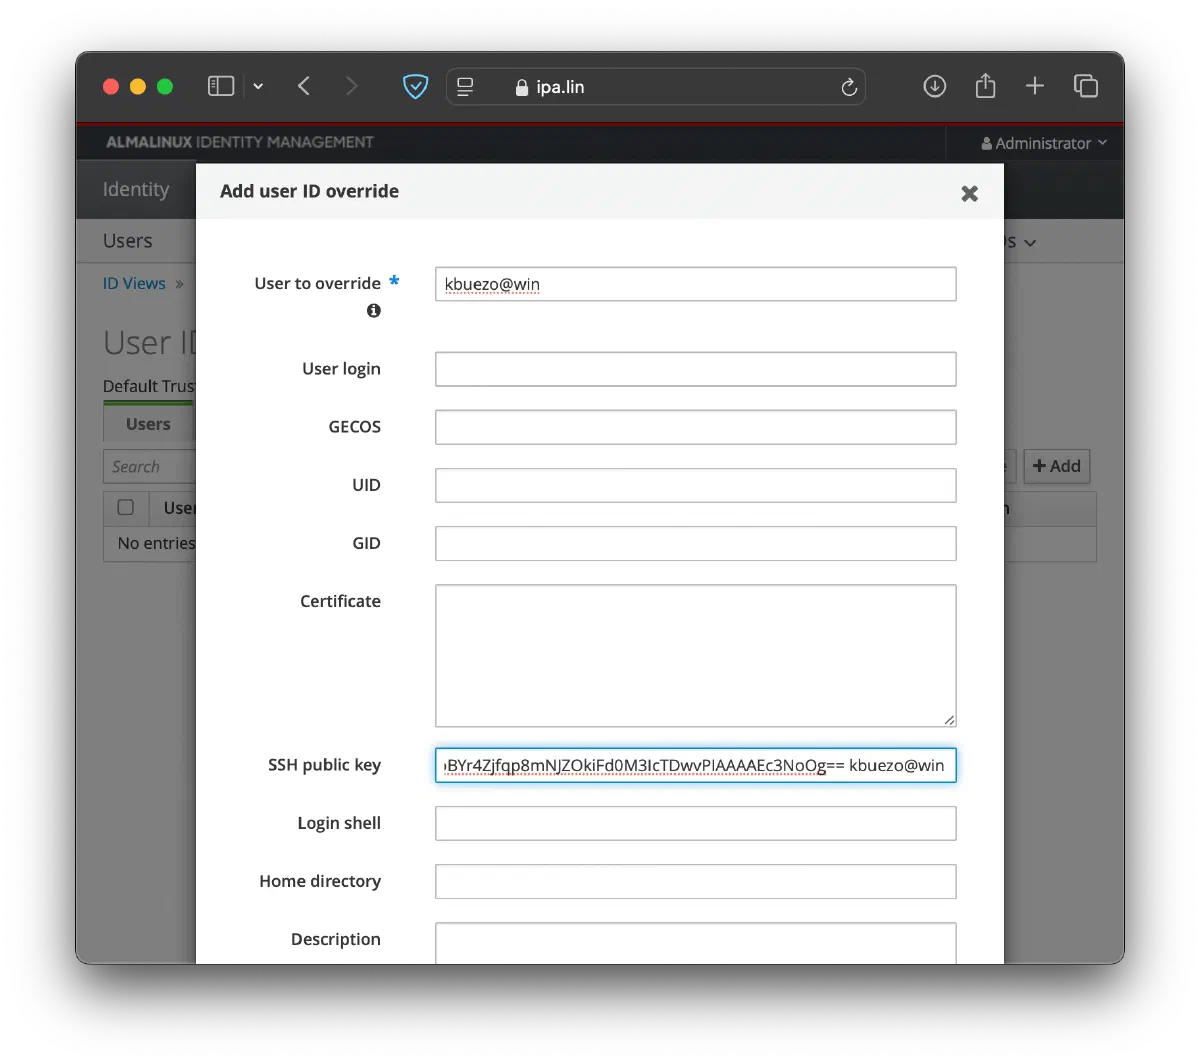 ipa.lin
ALMALINUX IDENTITY MANAGEMENT
Administrator
Identity
Add user ID override
Users
ID Views »
User to override *
kbuezo@win
User login
Default Trus
GECOS
Users
Search
Add
UID
User
No entries
GID
Certificate
SSH public key
BYr4Zjfqp8mNJZOkiFd0M3IcTDwvPIAAAAEc3NoOg== kbuezo@win
Login shell
Home directory
Description